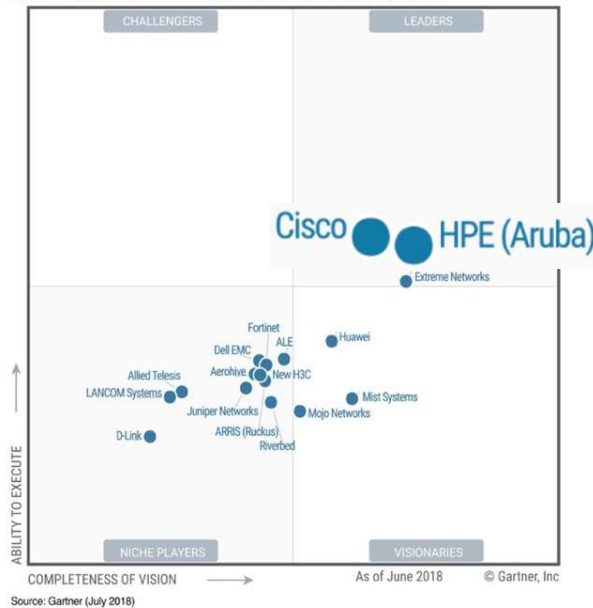 CHALLENGERS
LEADERS
Cisco
HPE (Aruba)
Extreme Networks
Fortinet
ALE
Huawei
Dell EMC
Aerohive
New H3C
Allied Telesis
LANCOM Systems
Mist Systems
Juniper Networks
Mojo Networks
ARRIS (Ruckus)
D-Link
Riverbed
ABILITY TO EXECUTE
NICHE PLAYERS
VISIONARIES
COMPLETENESS OF VISION
As of June 2018
© Gartner, Inc
Source: Gartner (July 2018)